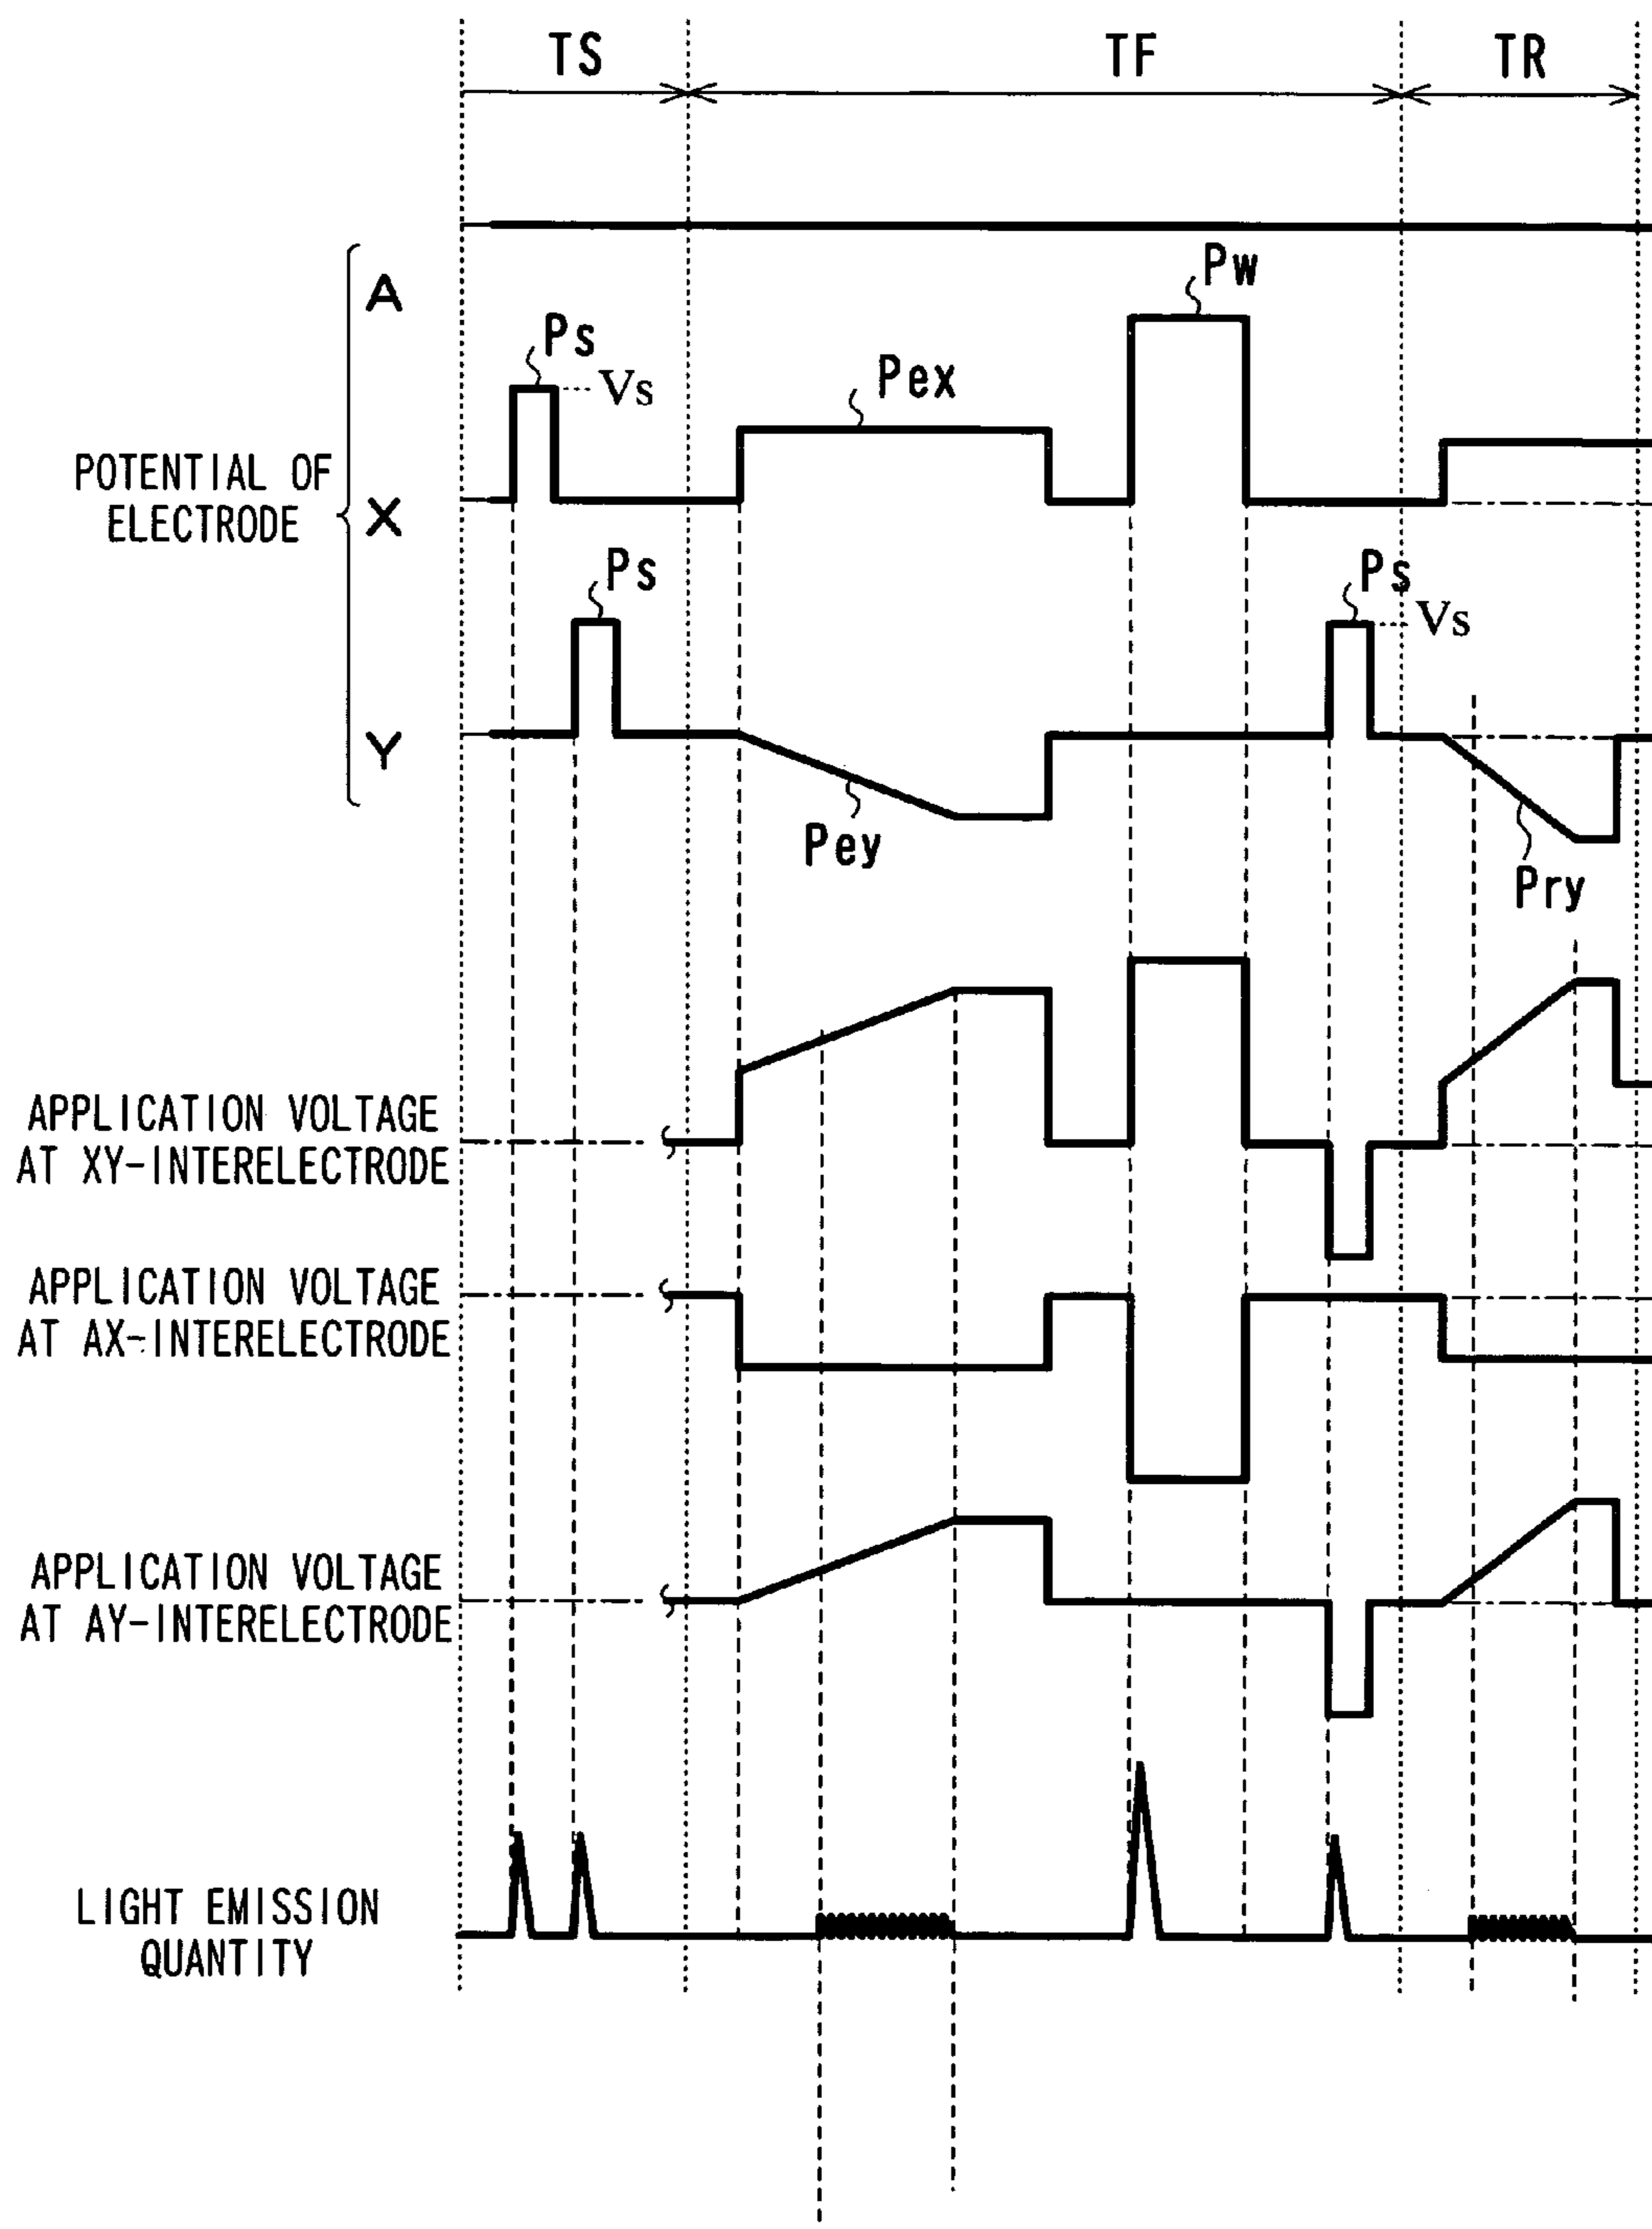 TS TF TR
A
Pw
Ps
Vs
Pex
POTENTIAL OF
ELECTRODE
X
Ps
Ps
Vs
Y
Pey
Pry
APPLICATION VOLTAGE
AT XY-INTERELECTRODE
APPLICATION VOLTAGE
AT AX-INTERELECTRODE
APPLICATION VOLTAGE
AT AY-INTERELECTRODE
LIGHT EMISSION
QUANTITY